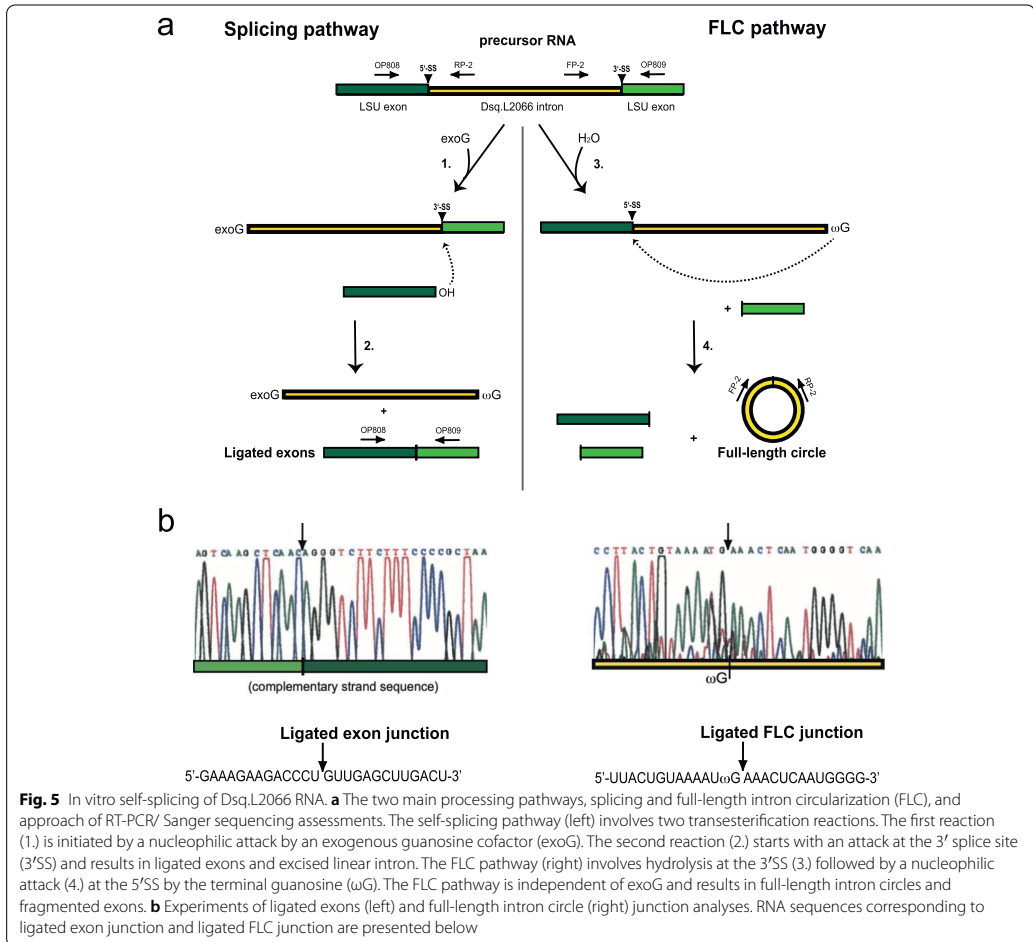 a
Splicing pathway
FLC pathway
precursor RNA
OP808
5'-SS
RP-2
FP-2
3'-SS
OP809
LSU exon
Dsq.L2066 intron
LSU exon
exoG
1.
H₂O
3.
3'-SS
exoG
OH
5'-SS
ωG
+
2.
4.
exoG
ωG
+
OP808
OP809
Ligated exons
+
FP-2
RP-2
Full-length circle
b
AGTCAAGCTCAACAGGGTCTTCTTTCCCCGCTAA
(complementary strand sequence)
CCTTACTGTAAAATGAAACTCAATGGGGTCAA
ωG
Ligated exon junction
5'-GAAAGAAGACCCUGUUGAGCUUGACU-3'
Ligated FLC junction
5'-UUACUGUAAAAUωGAAACUCAAUGGGG-3'
Fig. 5 In vitro self-splicing of Dsq.L2066 RNA. a The two main processing pathways, splicing and full-length intron circularization (FLC), and
approach of RT-PCR/ Sanger sequencing assessments. The self-splicing pathway (left) involves two transesterification reactions. The first reaction
(1.) is initiated by a nucleophilic attack by an exogenous guanosine cofactor (exoG). The second reaction (2.) starts with an attack at the 3′ splice site
(3′SS) and results in ligated exons and excised linear intron. The FLC pathway (right) involves hydrolysis at the 3′SS (3.) followed by a nucleophilic
attack (4.) at the 5′SS by the terminal guanosine (ωG). The FLC pathway is independent of exoG and results in full-length intron circles and
fragmented exons. b Experiments of ligated exons (left) and full-length intron circle (right) junction analyses. RNA sequences corresponding to
ligated exon junction and ligated FLC junction are presented below